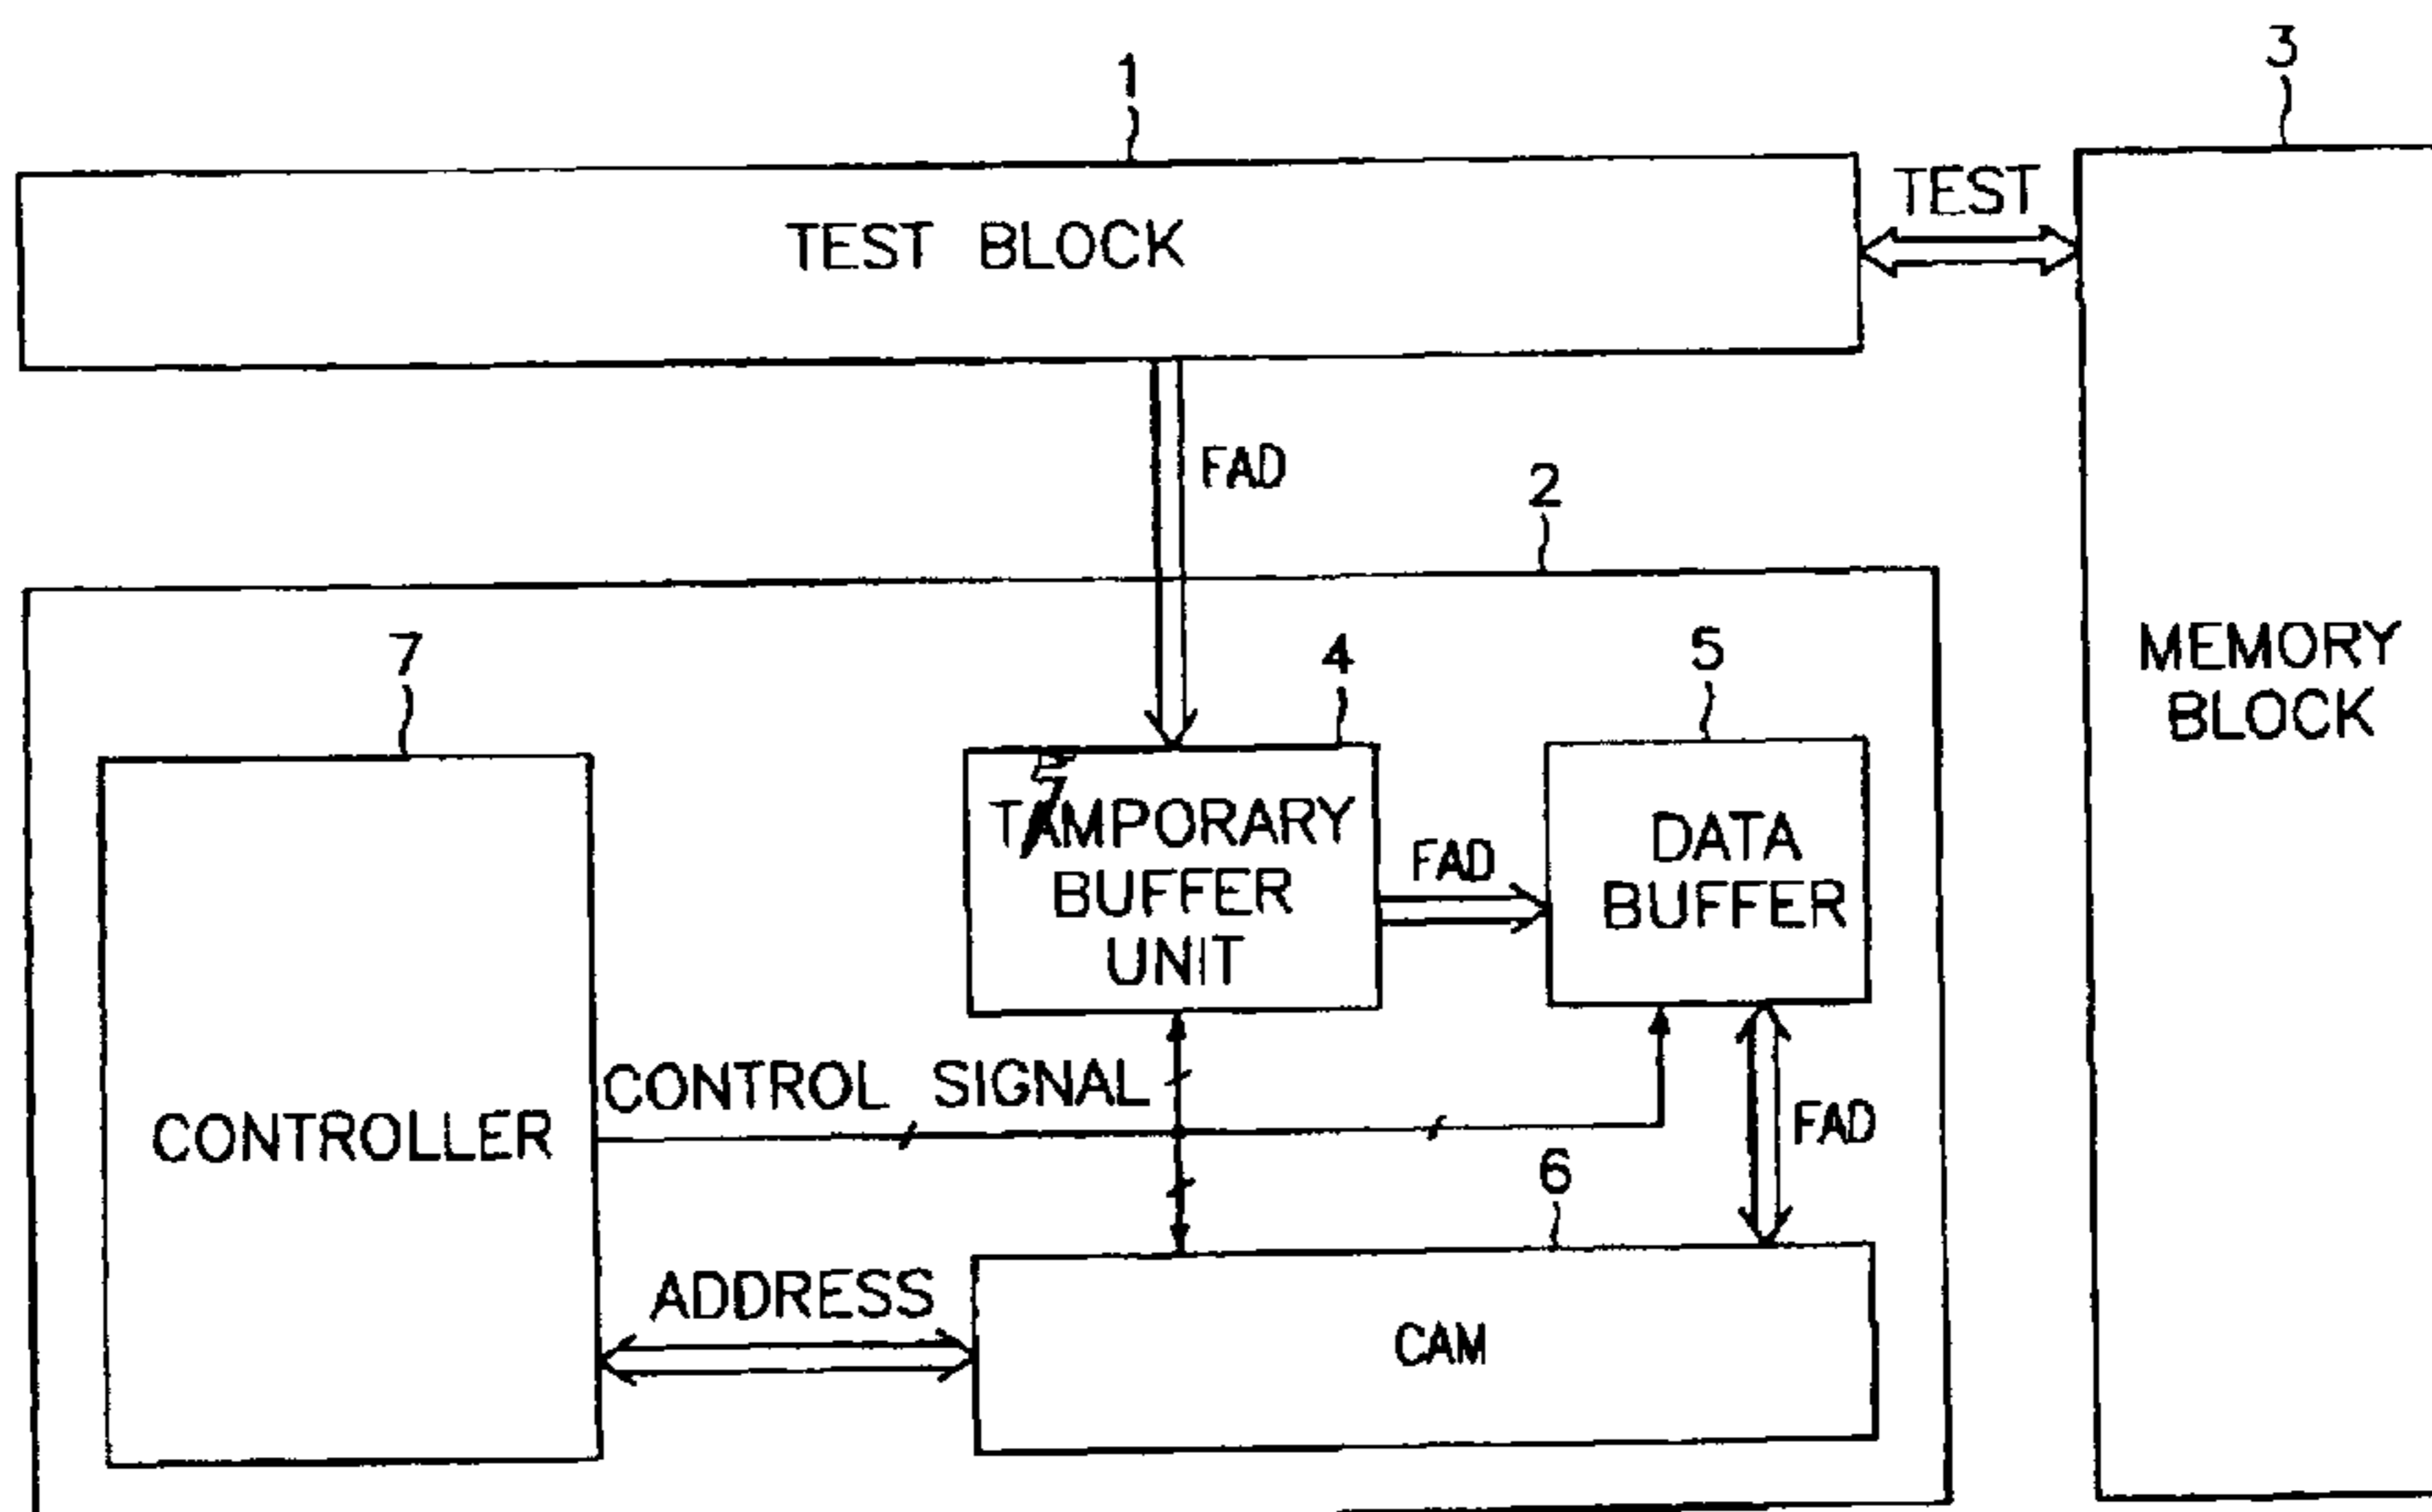 1
3
TEST BLOCK
TEST
FAD
2
7
4
5
MEMORY
BLOCK
TAMPORARY
BUFFER
UNIT
FAD
DATA
BUFFER
CONTROL SIGNAL
CONTROLLER
FAD
6
ADDRESS
CAM